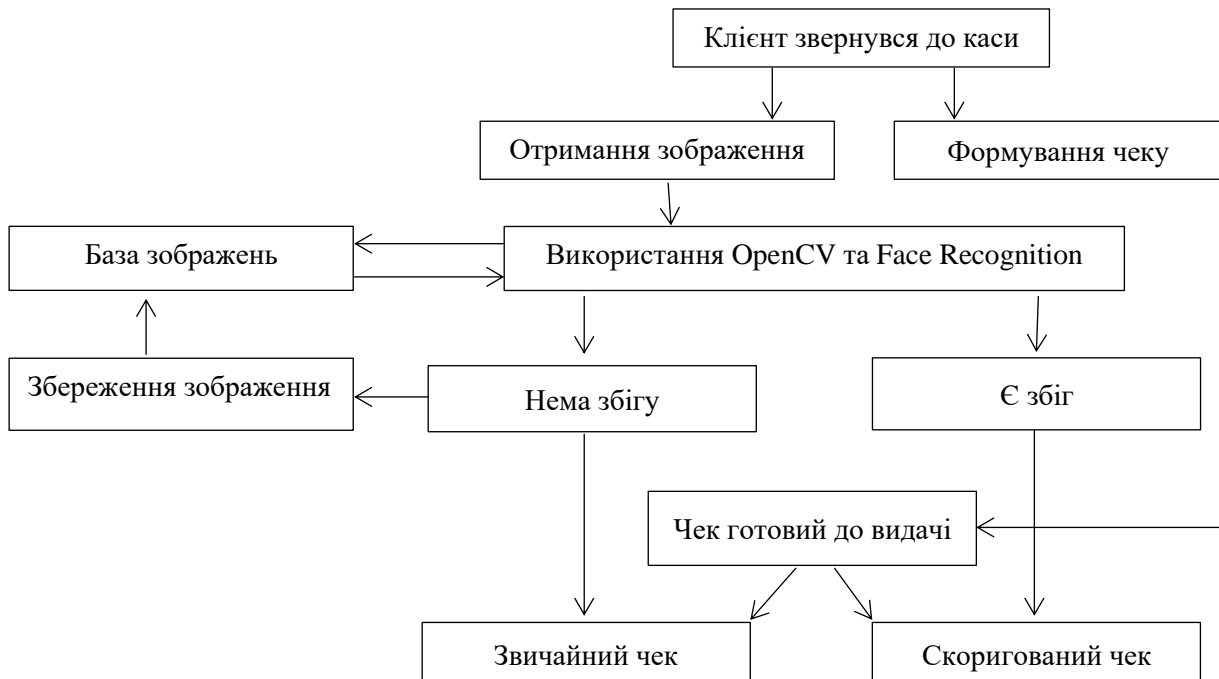 Клієнт звернувся до каси
Отримання зображення
Формування чеку
База зображень
Використання OpenCV та Face Recognition
Збереження зображення
Нема збігу
Є збіг
Чек готовий до видачі
Звичайний чек
Скоригований чек